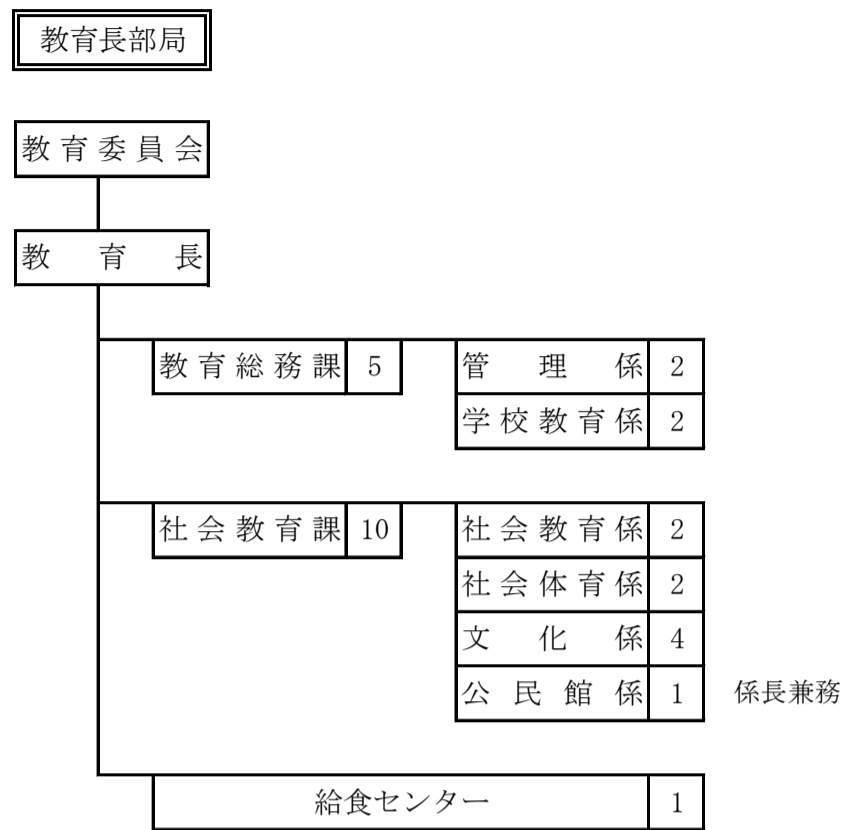 教育長部局
教育委員会
教育長
教育総務課 5 管理係 2
学校教育係 2
社会教育課 10 社会教育係 2
社会体育係 2
文化係 4
公民館係 1 係長兼務
給食センター 1